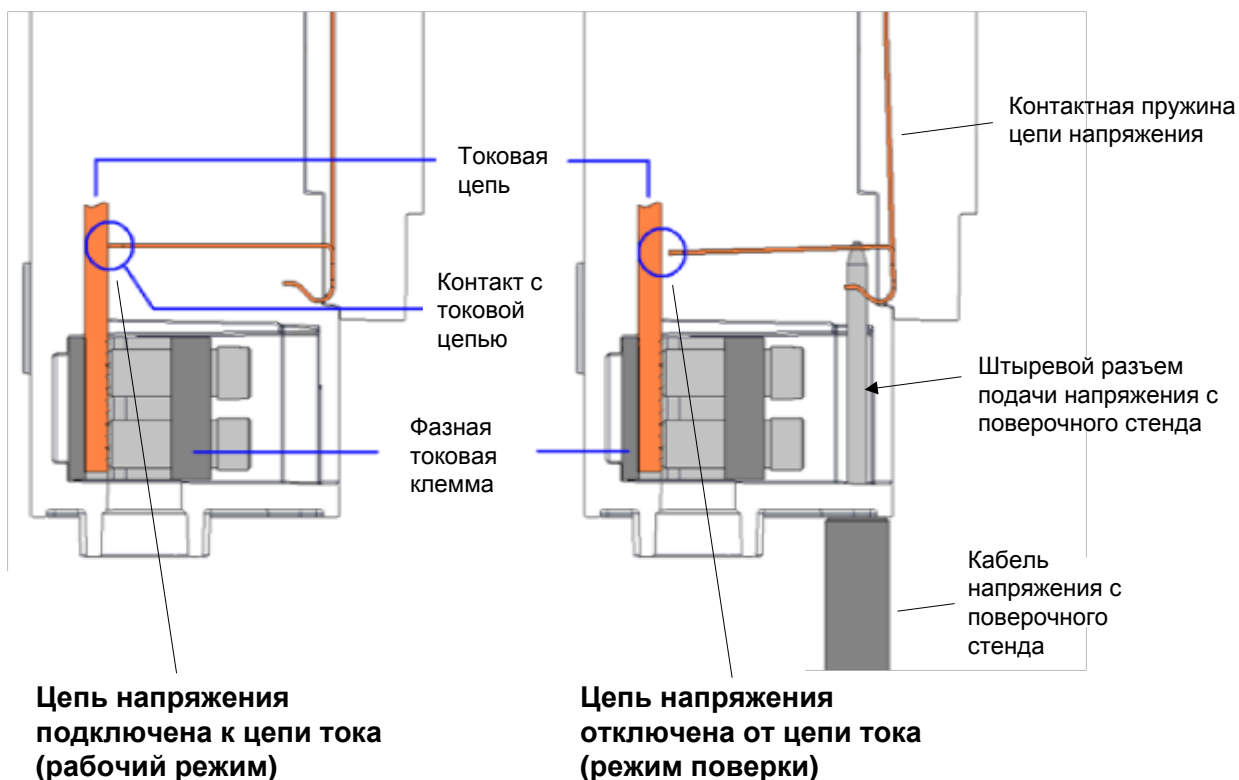 Контактная пружина
цепи напряжения
Токовая
цепь
Контакт с
токовой
цепью
Штыревой разъем
подачи напряжения с
поверочного стенда
Фазная
токовая
клемма
Кабель
напряжения с
поверочного
стенда
Цепь напряжения
подключена к цепи тока
(рабочий режим)
Цепь напряжения
отключена от цепи тока
(режим поверки)